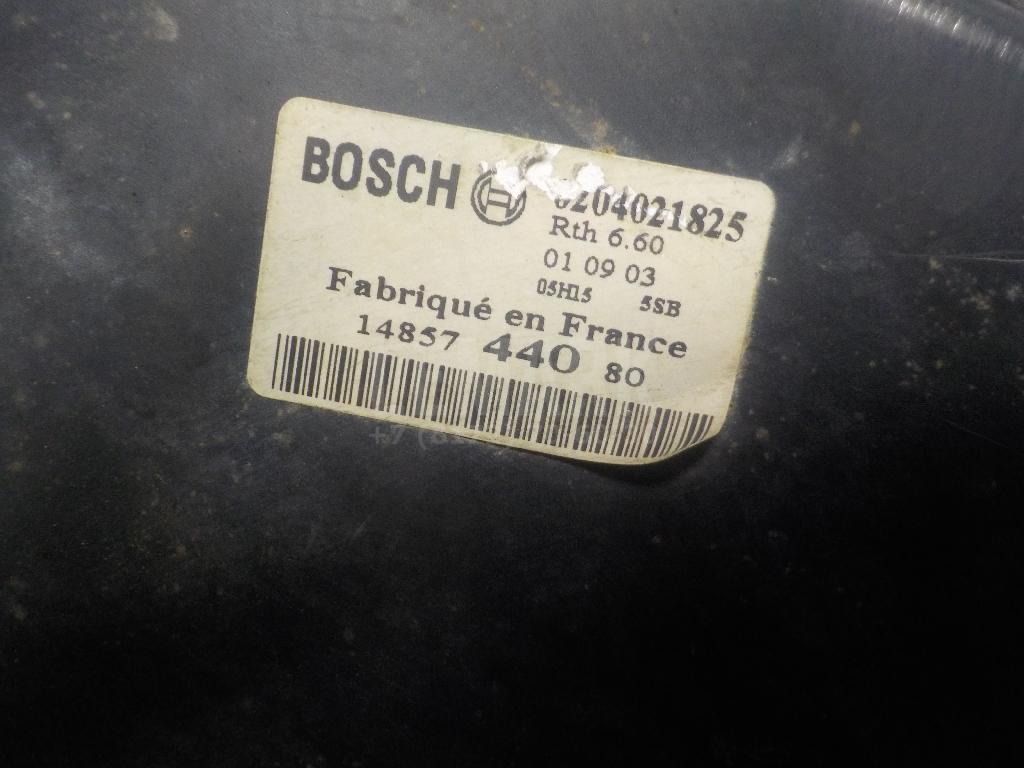 BOSCH 0204021825
Rth 6.60
01 09 03
05H15 5SB
Fabriqué en France
14857 440 80